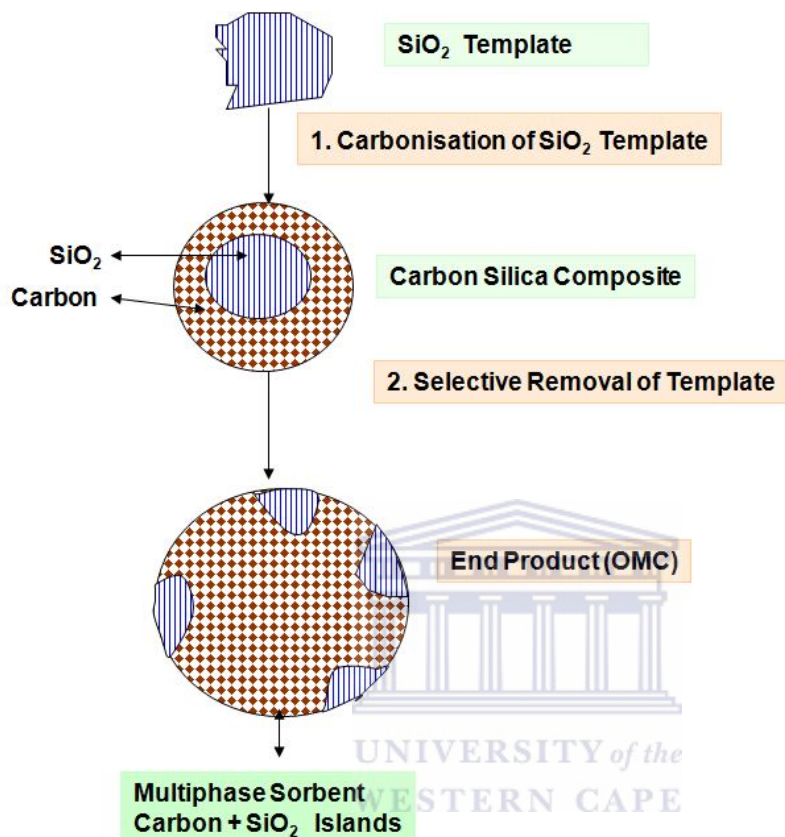 SiO₂ Template
1. Carbonisation of SiO₂ Template
SiO₂
Carbon
Carbon Silica Composite
2. Selective Removal of Template
End Product (OMC)
UNIVERSITY of the
WESTERN CAPE
Multiphase Sorbent
Carbon + SiO₂ Islands